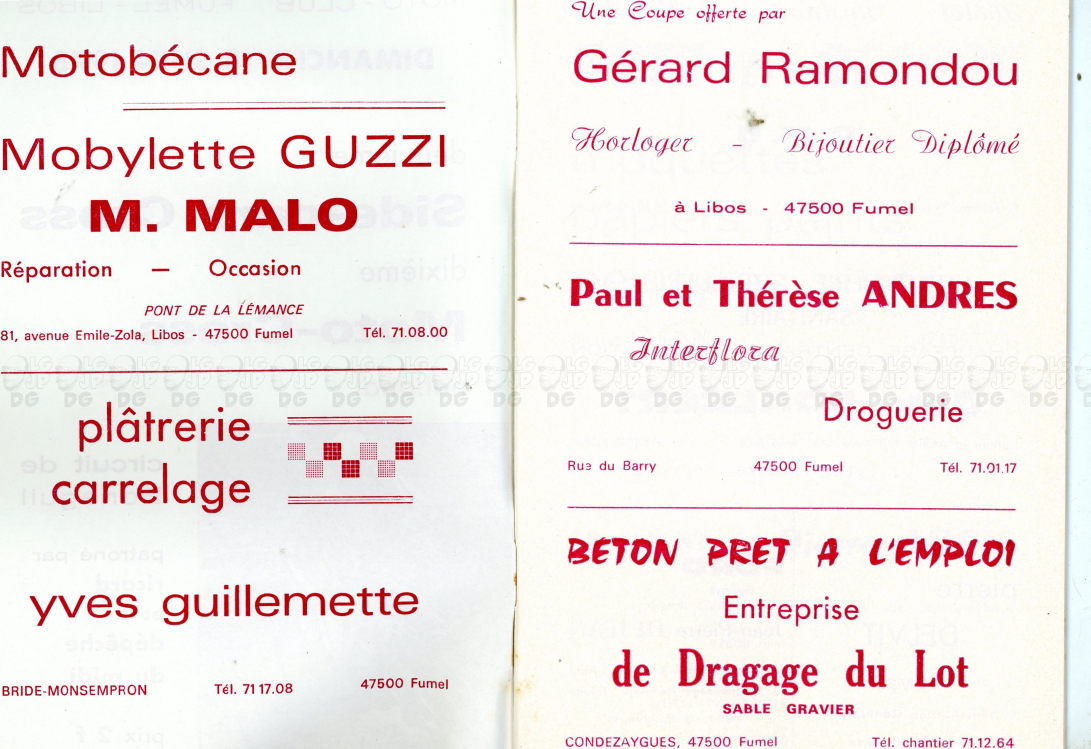 Motobécane
Mobylette GUZZI
M. MALO
Réparation — Occasion
PONT DE LA LÉMANCE
81, avenue Emile-Zola, Libos - 47500 Fumel Tél. 71.08.00
plâtrerie
carrelage
yves guillemette
BRIDE-MONSEMPRON Tél. 71 17.08 47500 Fumel
Une Coupe offerte par
Gérard Ramondou
Horloger - Bijoutier Diplômé
à Libos - 47500 Fumel
Paul et Thérèse ANDRES
Interflora
Droguerie
Rue du Barry 47500 Fumel Tél. 71.01.17
BETON PRET A L'EMPLOI
Entreprise
de Dragage du Lot
SABLE GRAVIER
CONDEZAYGUES, 47500 Fumel Tél. chantier 71.12.64